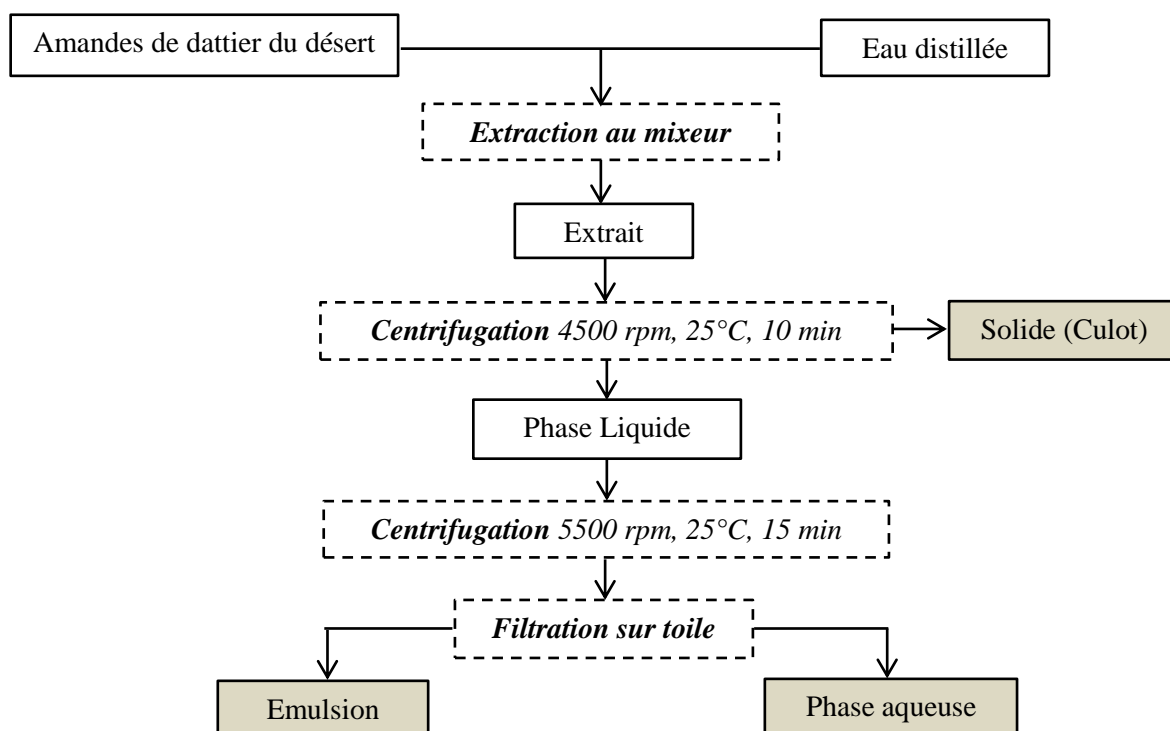 Amandes de dattier du désert
Eau distillée
Extraction au mixeur
Extrait
Centrifugation 4500 rpm, 25°C, 10 min
Solide (Culot)
Phase Liquide
Centrifugation 5500 rpm, 25°C, 15 min
Filtration sur toile
Emulsion
Phase aqueuse